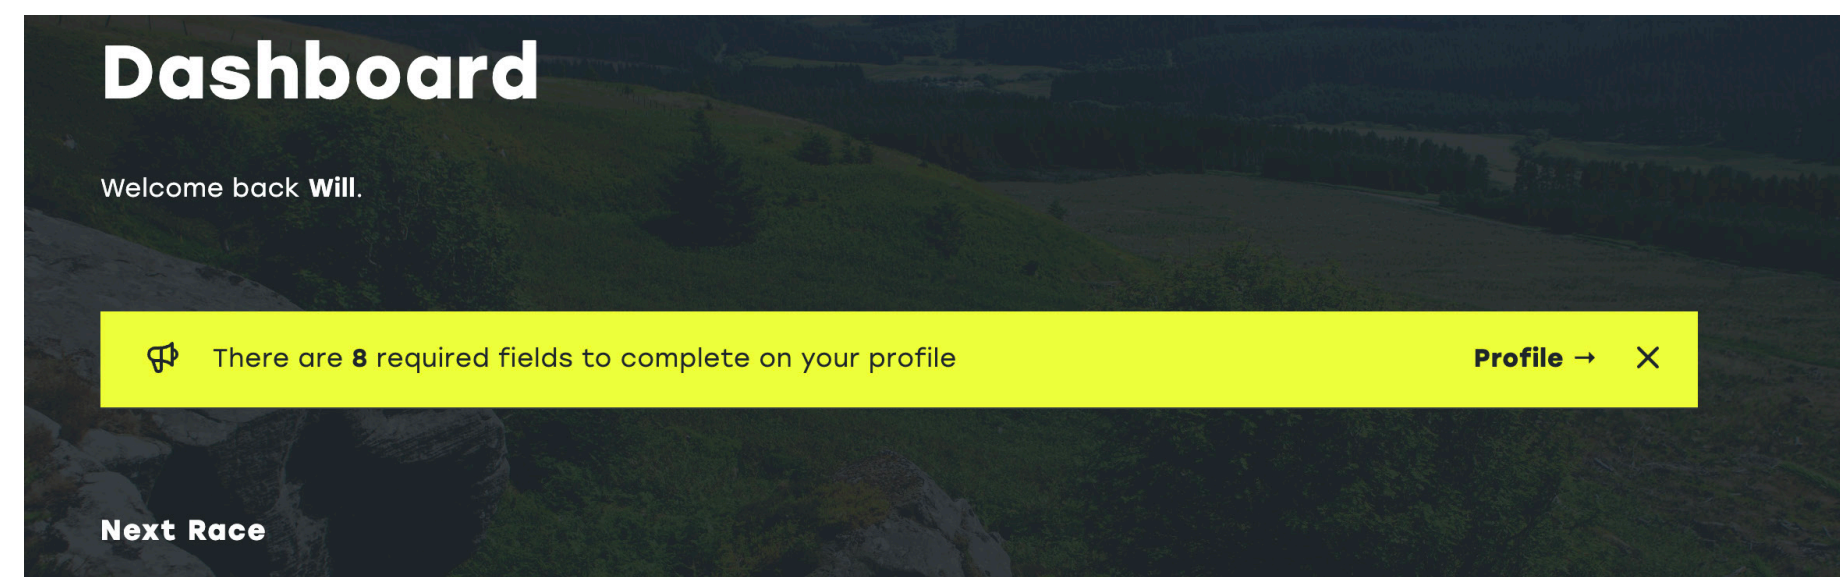 Dashboard
Welcome back Will.
There are 8 required fields to complete on your profile
Profile →
Next Race